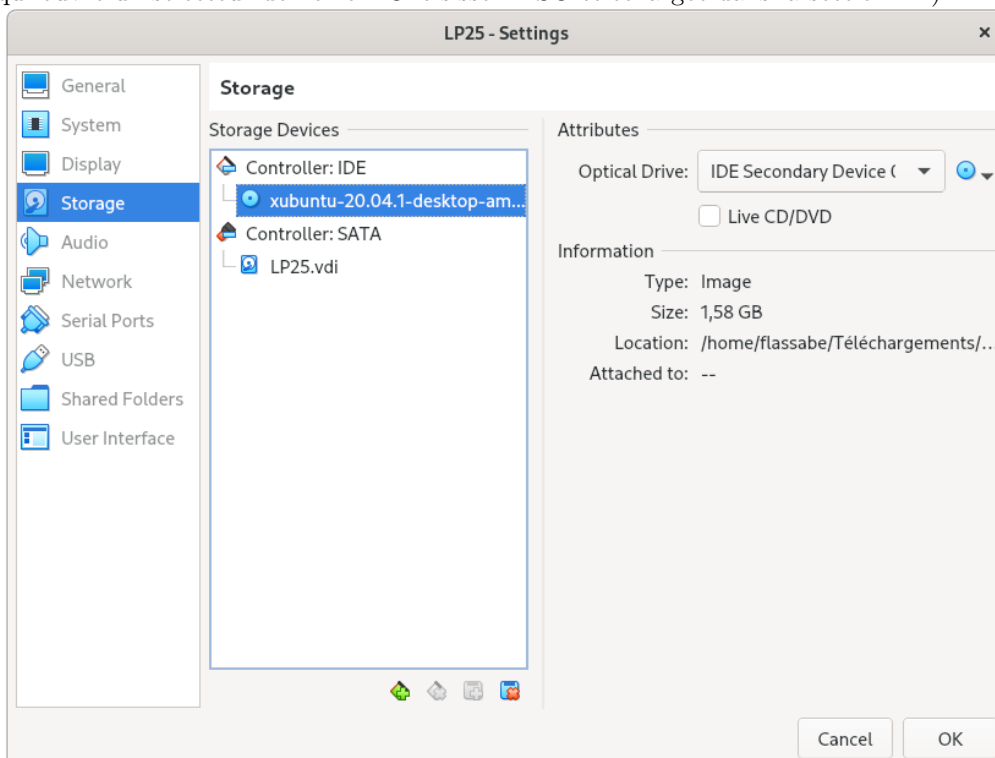 LP25 - Settings
×
General
System
Display
Storage
Audio
Network
Serial Ports
USB
Shared Folders
User Interface
Storage
Storage Devices
Controller: IDE
xubuntu-20.04.1-desktop-am...
Controller: SATA
LP25.vdi
Attributes
Optical Drive: IDE Secondary Device (
Live CD/DVD
Information
Type: Image
Size: 1,58 GB
Location: /home/flassabe/Téléchargements/...
Attached to: --
Cancel
OK